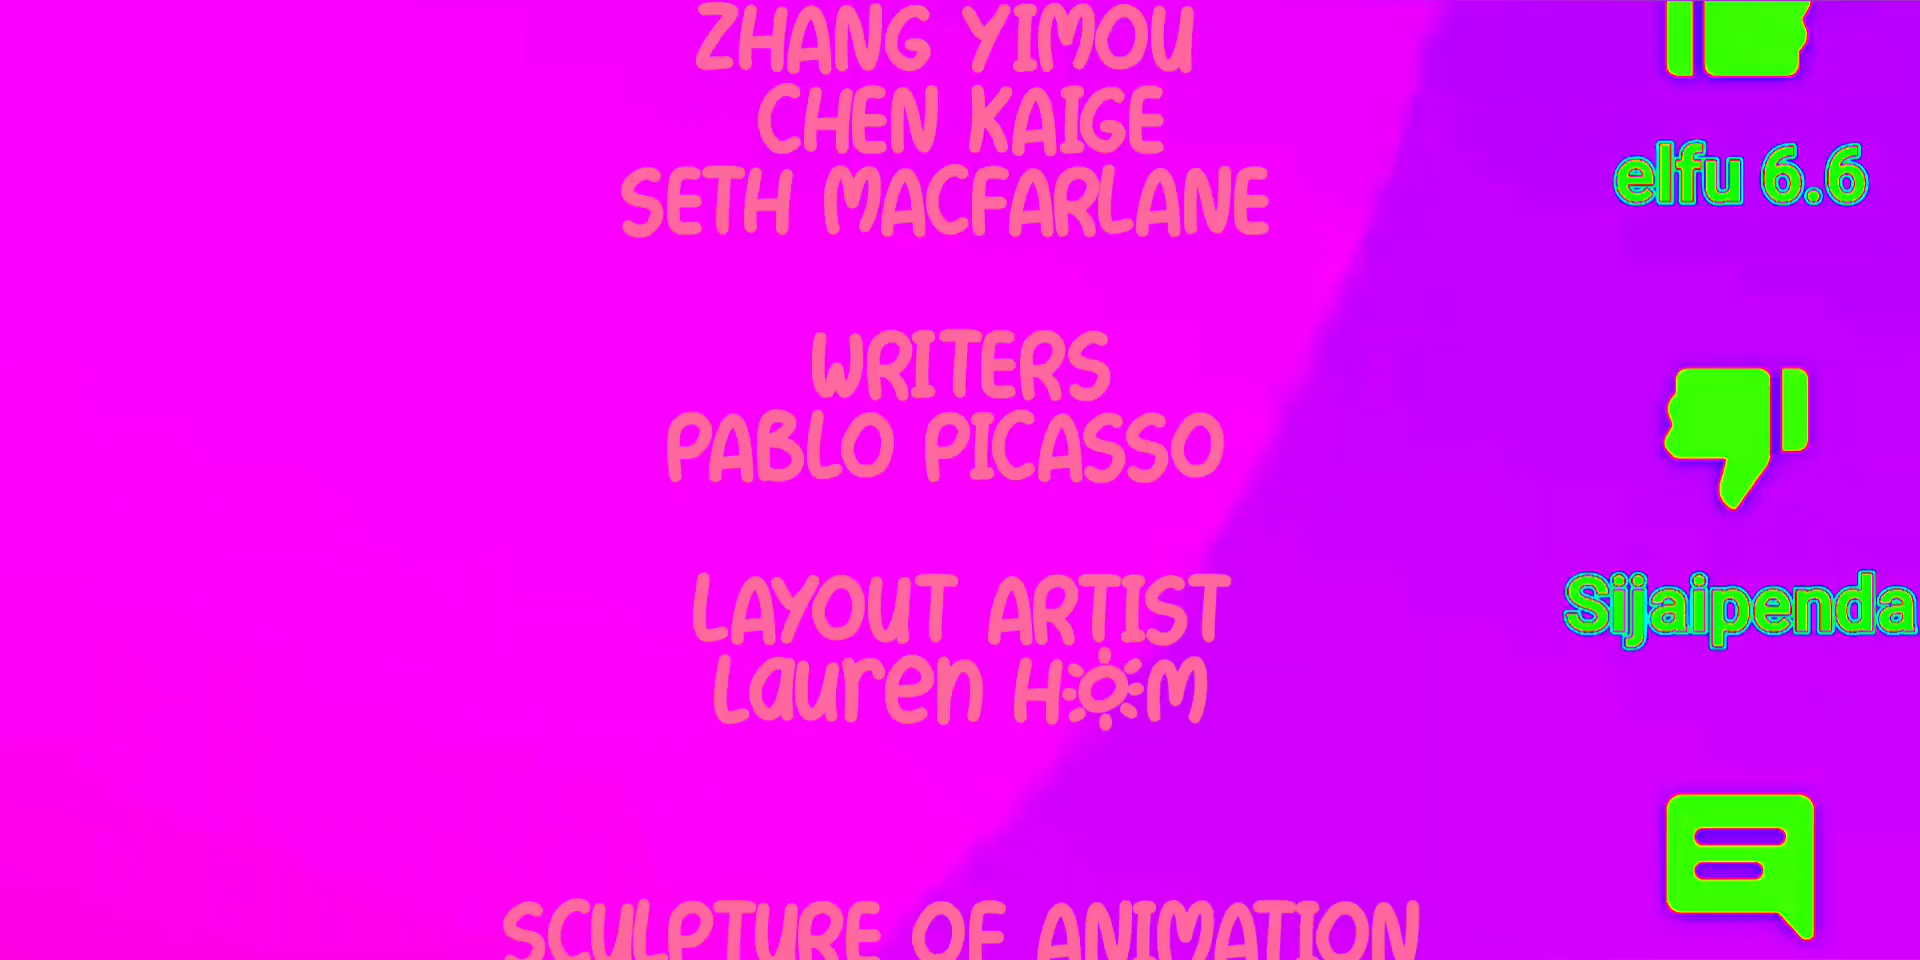 ZHANG YIMOU
CHEN KAIGE
SETH MACFARLANE
WRITERS
PABLO PICASSO
LAYOUT ARTIST
Lauren HOM
SCULPTURE OF ANIMATION
elfu 6.6
Sijaipenda